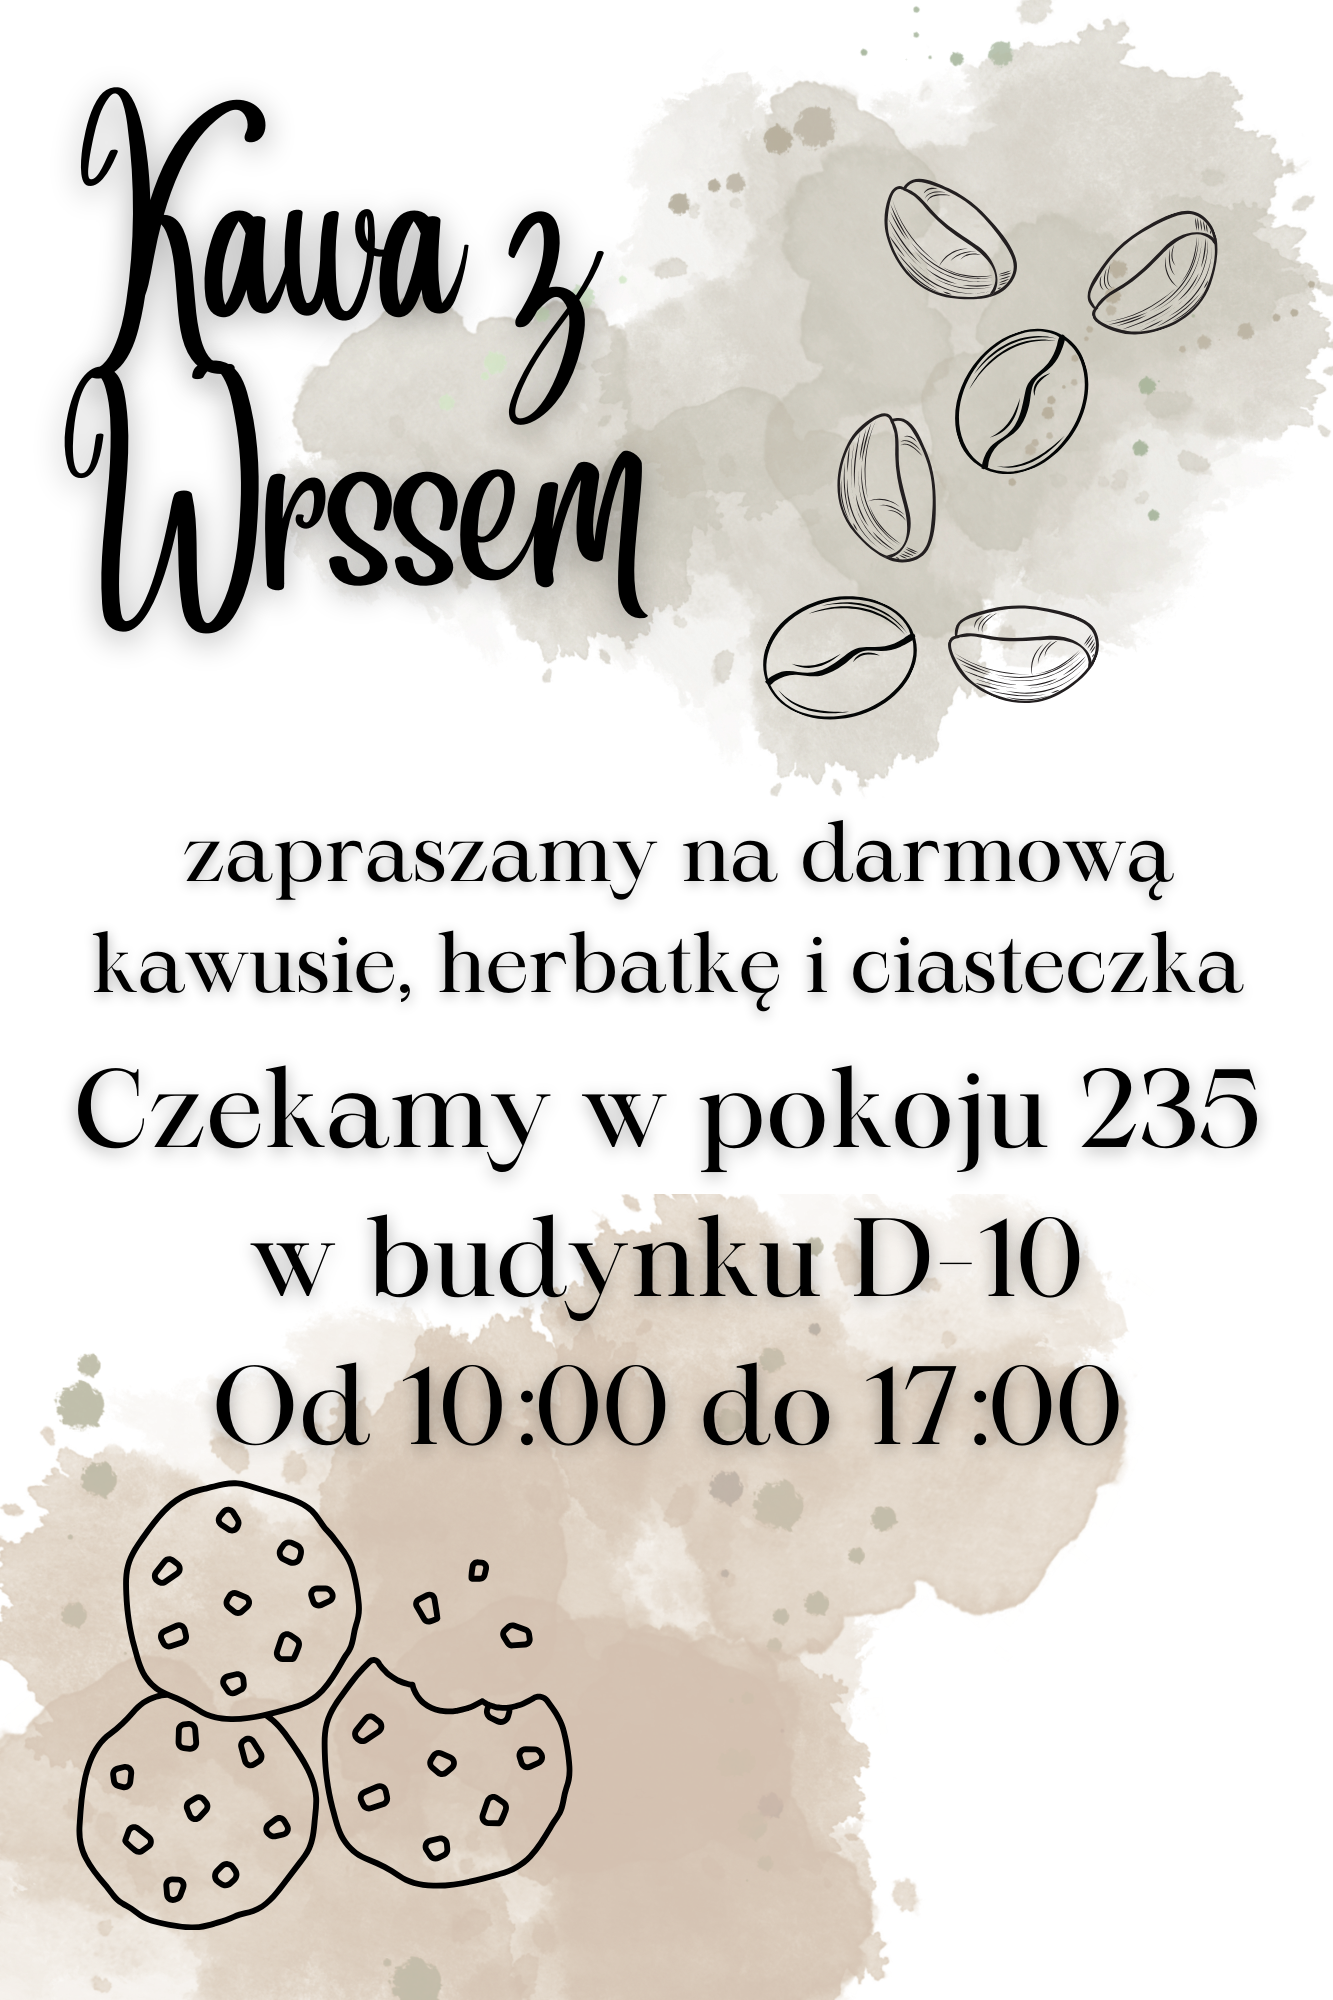 Kawa z
Wrssem
zapraszamy na darmową
kawusie, herbatkę i ciasteczka
Czekamy w pokoju 235
w budynku D-10
Od 10:00 do 17:00